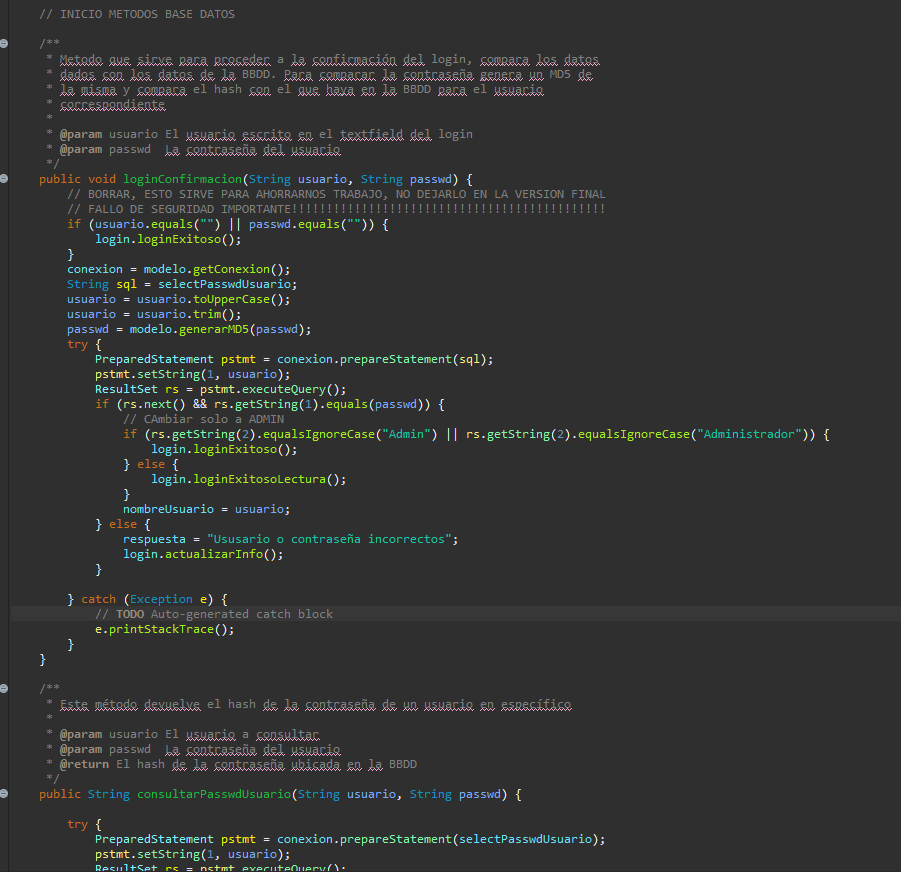 // INICIO METODOS BASE DATOS
/**
* Metodo que sirve para proceder a la confirmación del login, compara los datos
* dados con los datos de la BBDD. Para comparar la contraseña genera un MD5 de
* la misma y compara el hash con el que haya en la BBDD para el usuario
* correspondiente
*
* @param usuario El usuario escrito en el textfield del login
* @param passwd  La contraseña del usuario
*/
public void loginConfirmacion(String usuario, String passwd) {
// BORRAR, ESTO SIRVE PARA AHORRARNOS TRABAJO, NO DEJARLO EN LA VERSION FINAL
// FALLO DE SEGURIDAD IMPORTANTE!!!!!!!!!!!!!!!!!!!!!!!!!!!!!!!!!!!!!!!!!!!!!
if (usuario.equals("") || passwd.equals("")) {
login.loginExitoso();
}
conexion = modelo.getConexion();
String sql = selectPasswdUsuario;
usuario = usuario.toUpperCase();
usuario = usuario.trim();
passwd = modelo.generarMD5(passwd);
try {
PreparedStatement pstmt = conexion.prepareStatement(sql);
pstmt.setString(1, usuario);
ResultSet rs = pstmt.executeQuery();
if (rs.next() && rs.getString(1).equals(passwd)) {
// CAmbiar solo a ADMIN
if (rs.getString(2).equalsIgnoreCase("Admin") || rs.getString(2).equalsIgnoreCase("Administrador")) {
login.loginExitoso();
} else {
login.loginExitosoLectura();
}
nombreUsuario = usuario;
} else {
respuesta = "Ususario o contraseña incorrectos";
login.actualizarInfo();
}
} catch (Exception e) {
// TODO Auto-generated catch block
e.printStackTrace();
}
}
/**
* Este método devuelve el hash de la contraseña de un usuario en específico
*
* @param usuario El usuario a consultar
* @param passwd  La contraseña del usuario
* @return El hash de la contraseña ubicada en la BBDD
*/
public String consultarPasswdUsuario(String usuario, String passwd) {
try {
PreparedStatement pstmt = conexion.prepareStatement(selectPasswdUsuario);
pstmt.setString(1, usuario);
ResultSet rs = pstmt.executeQuery();